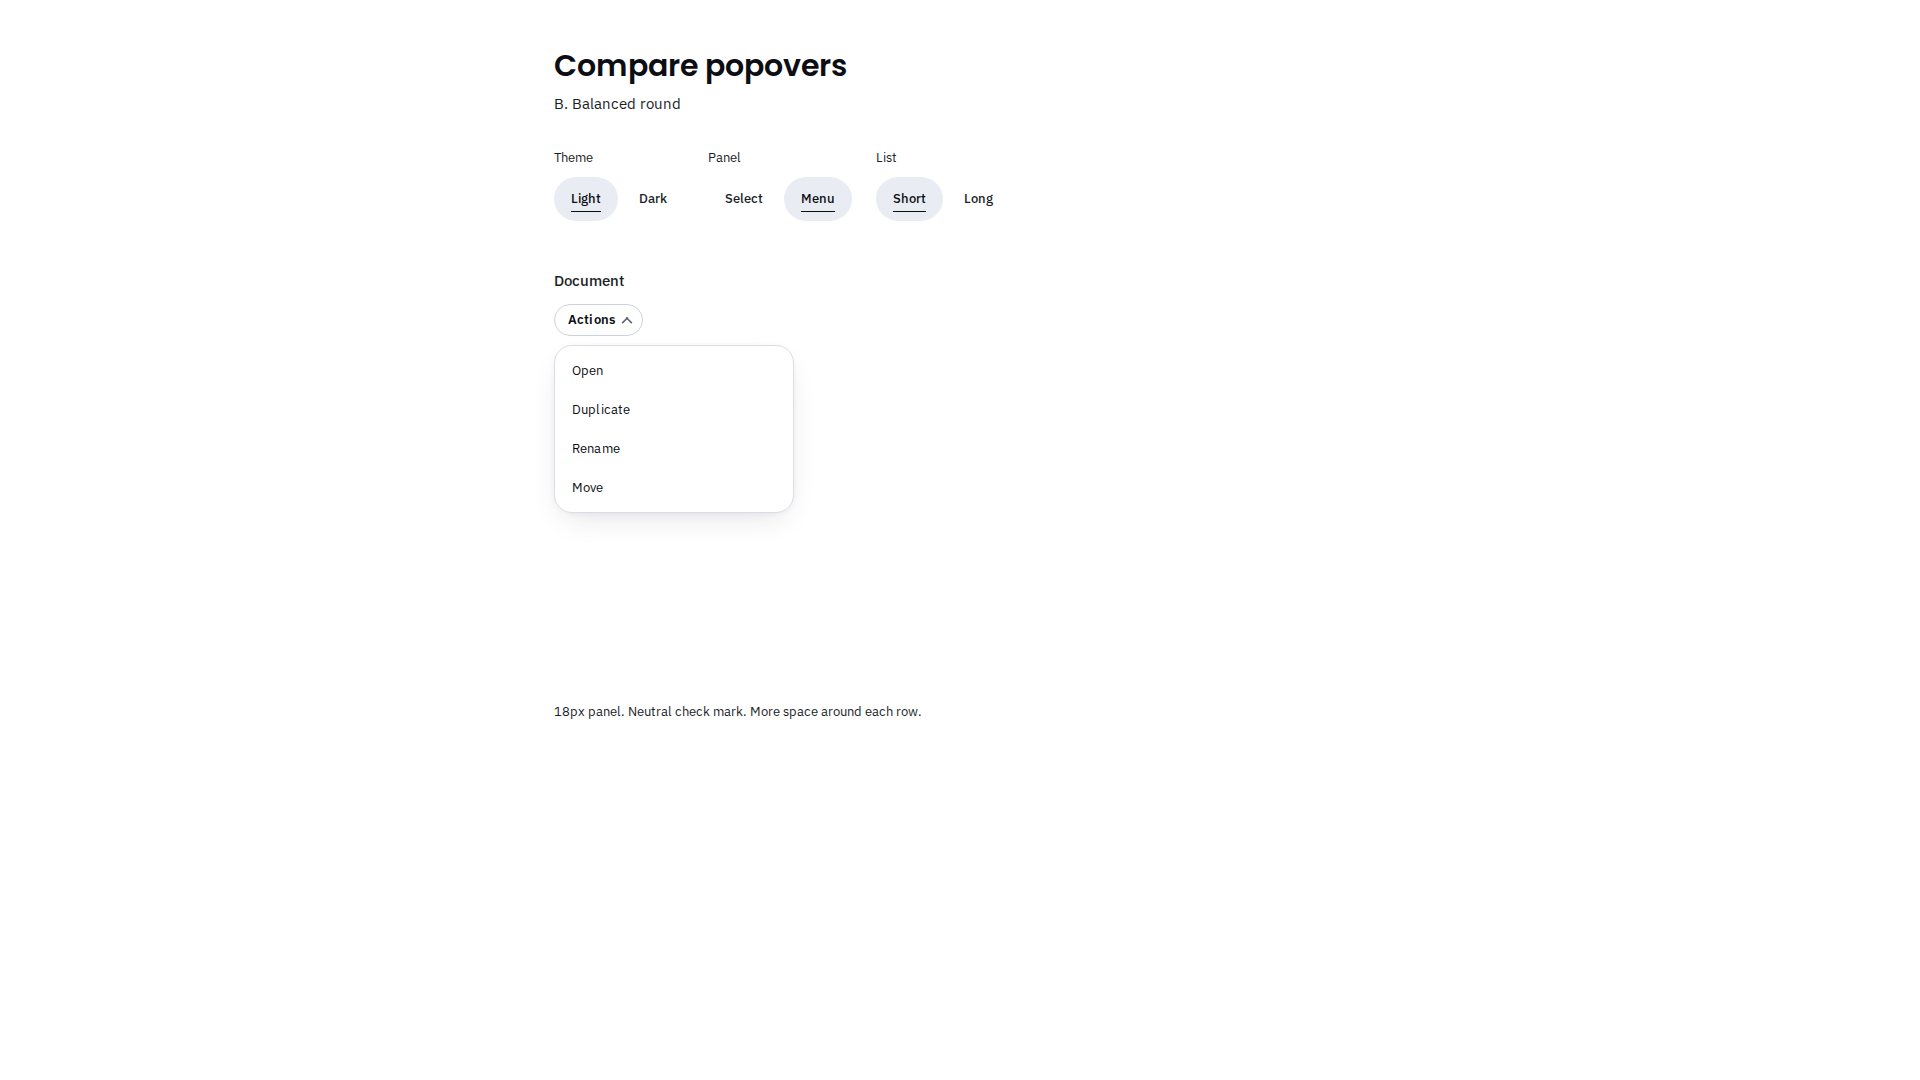 Compare popovers
B. Balanced round
Theme
Panel
List
Light
Dark
Select
Menu
Short
Long
Document
Actions
Open
Duplicate
Rename
Move
18px panel. Neutral check mark. More space around each row.